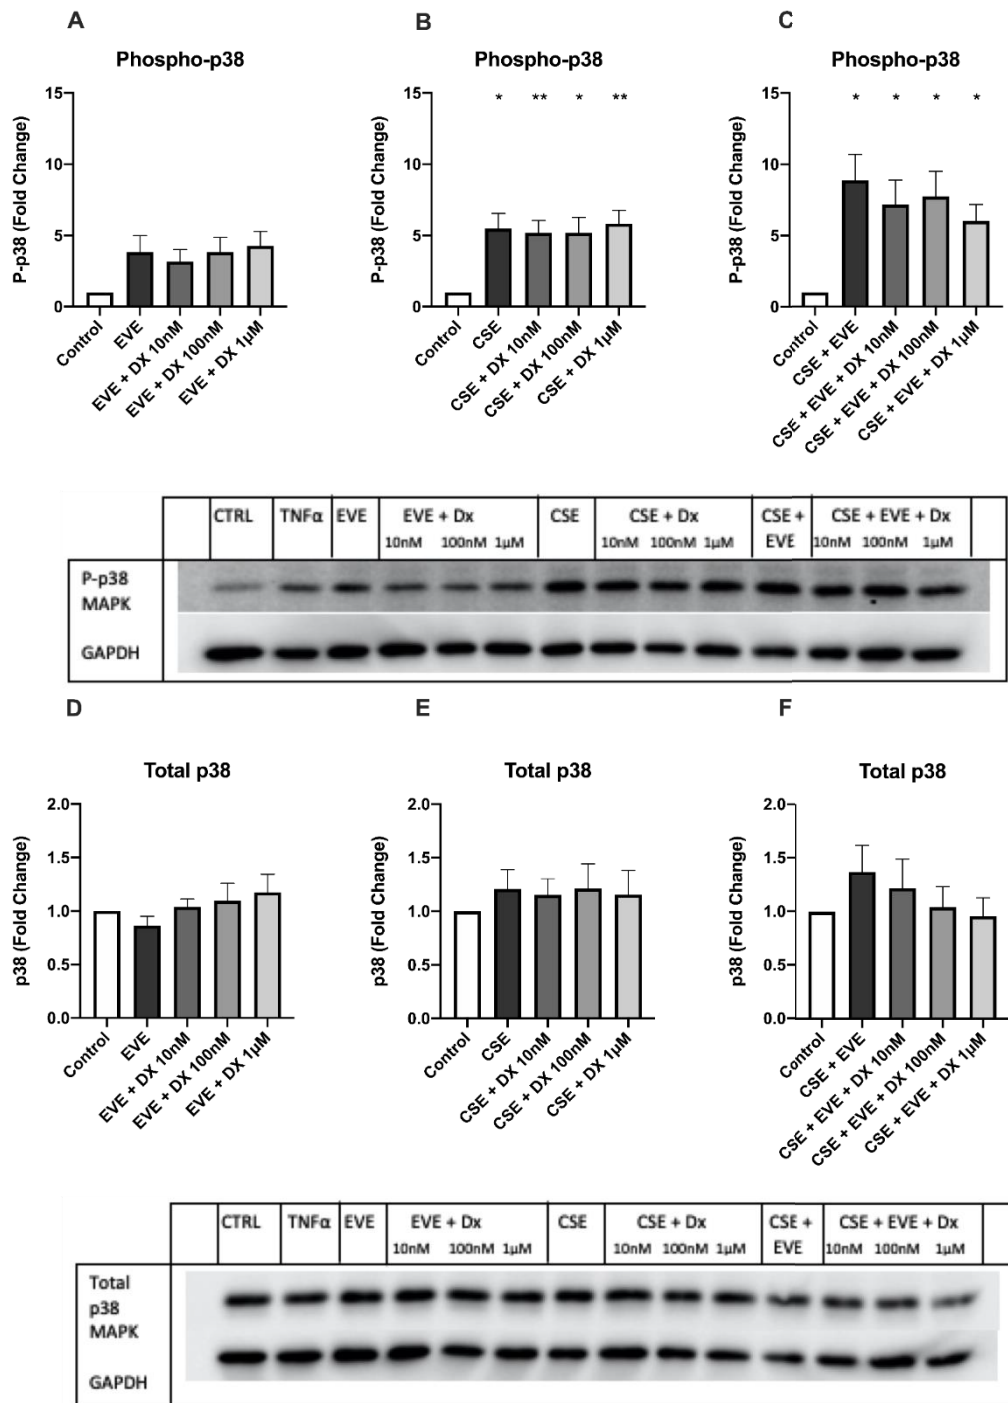 A
B
C
Phospho-p38
Phospho-p38
Phospho-p38
P-p38 (Fold Change)
15
10
5
0
Control
EVE
EVE + DX 10nM
EVE + DX 100nM
EVE + DX 1µM
P-p38 (Fold Change)
15
10
5
0
* ** * **
Control
CSE
CSE + DX 10nM
CSE + DX 100nM
CSE + DX 1µM
P-p38 (Fold Change)
15
10
5
0
* * * *
Control
CSE + EVE
CSE + EVE + DX 10nM
CSE + EVE + DX 100nM
CSE + EVE + DX 1µM
CTRL TNFα EVE EVE + Dx CSE CSE + Dx CSE + CSE + EVE + Dx
10nM 100nM 1µM 10nM 100nM 1µM EVE 10nM 100nM 1µM
P-p38
MAPK
GAPDH
D
E
F
Total p38
Total p38
Total p38
p38 (Fold Change)
2.0
1.5
1.0
0.5
0.0
Control
EVE
EVE + DX 10nM
EVE + DX 100nM
EVE + DX 1µM
p38 (Fold Change)
2.0
1.5
1.0
0.5
0.0
Control
CSE
CSE + DX 10nM
CSE + DX 100nM
CSE + DX 1µM
p38 (Fold Change)
2.0
1.5
1.0
0.5
0.0
Control
CSE + EVE
CSE + EVE + DX 10nM
CSE + EVE + DX 100nM
CSE + EVE + DX 1µM
CTRL TNFα EVE EVE + Dx CSE CSE + Dx CSE + CSE + EVE + Dx
10nM 100nM 1µM 10nM 100nM 1µM EVE 10nM 100nM 1µM
Total
p38
MAPK
GAPDH